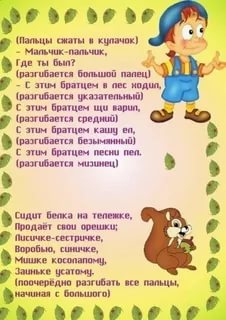 (Пальцы сжаты в кулачок)
- Мальчик-пальчик,
Где ты был?
(разгибается большой палец)
- С этим братцем в лес ходил,
(разгибается указательный)
С этим братцем щи варил,
(разгибается средний)
С этим братцем кашу ел,
(разгибается безымянный)
С этим братцем песни пел.
(разгибается мизинец)
Сидит белка на тележке,
Продаёт свои орешки;
Лисичке-сестричке,
Воробью, синичке,
Мишке косолапому,
Заиньке усатому.
(поочерёдно разгибать все пальцы,
начиная с большого)